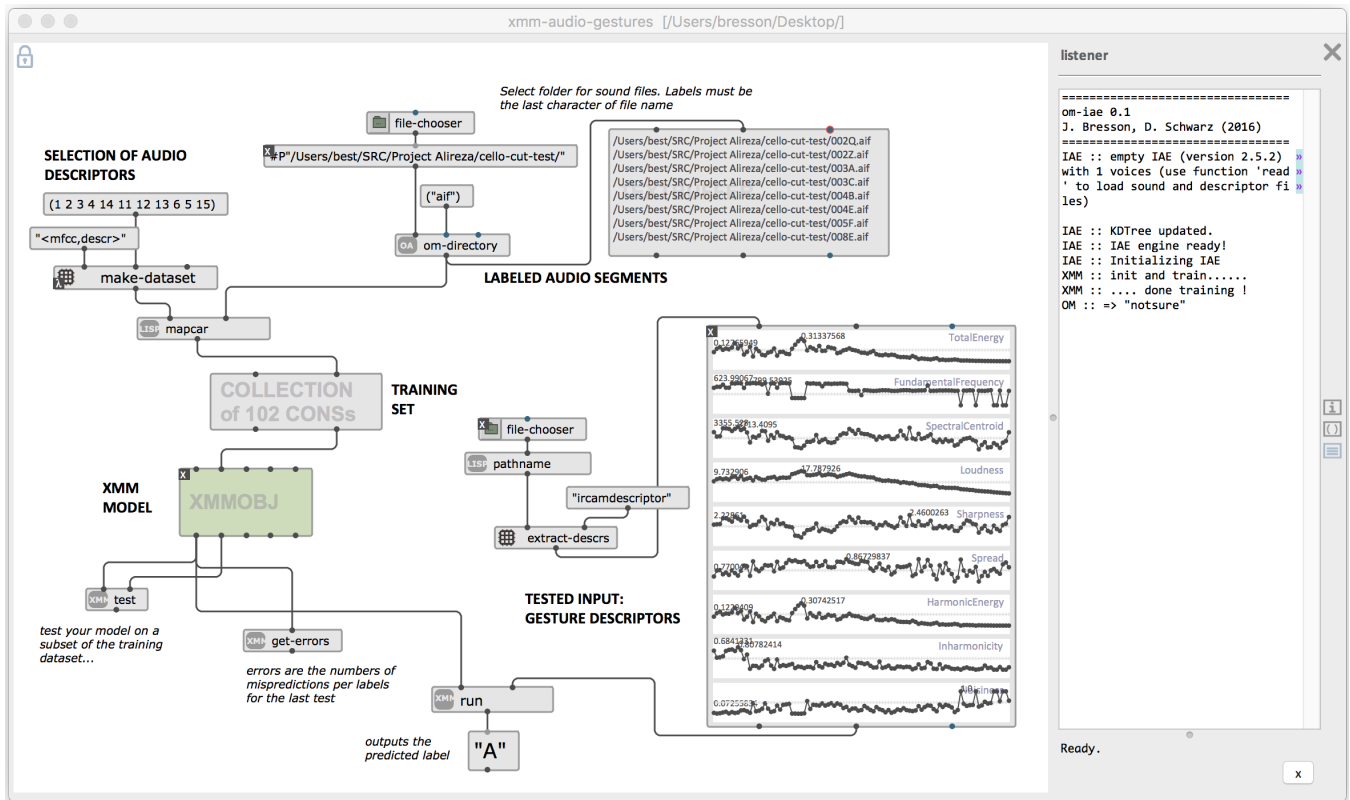 xmm-audio-gestures [/Users/bresson/Desktop/]
Select folder for sound files. Labels must be
the last character of file name
file-chooser
#P"/Users/best/SRC/Project Alireza/cello-cut-test/"
("aif")
OA om-directory
/Users/best/SRC/Project Alireza/cello-cut-test/002Q.aif
/Users/best/SRC/Project Alireza/cello-cut-test/002Z.aif
/Users/best/SRC/Project Alireza/cello-cut-test/003A.aif
/Users/best/SRC/Project Alireza/cello-cut-test/003C.aif
/Users/best/SRC/Project Alireza/cello-cut-test/004B.aif
/Users/best/SRC/Project Alireza/cello-cut-test/004E.aif
/Users/best/SRC/Project Alireza/cello-cut-test/005F.aif
/Users/best/SRC/Project Alireza/cello-cut-test/008E.aif
LABELED AUDIO SEGMENTS
SELECTION OF AUDIO
DESCRIPTORS
(1 2 3 4 14 11 12 13 6 5 15)
"<mfcc,descr>"
make-dataset
LISP mapcar
COLLECTION
of 102 CONSs
TRAINING
SET
XMM
MODEL
XMMOBJ
XMM test
test your model on a
subset of the training
dataset...
XMM get-errors
errors are the numbers of
mispredictions per labels
for the last test
file-chooser
LISP pathname
"ircamdescriptor"
extract-descrs
TESTED INPUT:
GESTURE DESCRIPTORS
XMM run
outputs the
predicted label
"A"
0.31337568 TotalEnergy
623.99067 FundamentalFrequency
SpectralCentroid
9.732906 17.787926 Loudness
2.22861 2.4600263 Sharpness
0.86729837 Spread
0.30742517 HarmonicEnergy
Inharmonicity
listener
================================
om-iae 0.1
J. Bresson, D. Schwarz (2016)
================================
IAE :: empty IAE (version 2.5.2)
with 1 voices (use function 'read
' to load sound and descriptor fi
les)
IAE :: KDTree updated.
IAE :: IAE engine ready!
IAE :: Initializing IAE
XMM :: init and train......
XMM :: .... done training !
OM :: => "notsure"
Ready.
x